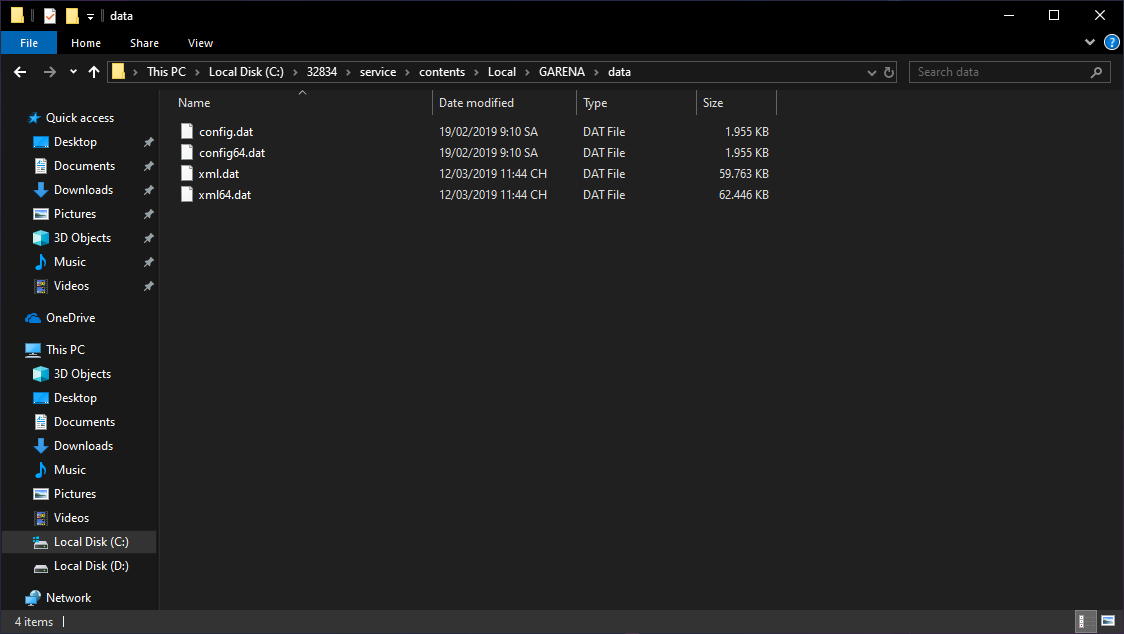 data
File Home Share View
This PC Local Disk (C:) 32834 service contents Local GARENA data
Search data
Name Date modified Type Size
config.dat 19/02/2019 9:10 SA DAT File 1.955 KB
config64.dat 19/02/2019 9:10 SA DAT File 1.955 KB
xml.dat 12/03/2019 11:44 CH DAT File 59.763 KB
xml64.dat 12/03/2019 11:44 CH DAT File 62.446 KB
Quick access
Desktop
Documents
Downloads
Pictures
3D Objects
Music
Videos
OneDrive
This PC
3D Objects
Desktop
Documents
Downloads
Music
Pictures
Videos
Local Disk (C:)
Local Disk (D:)
Network
4 items